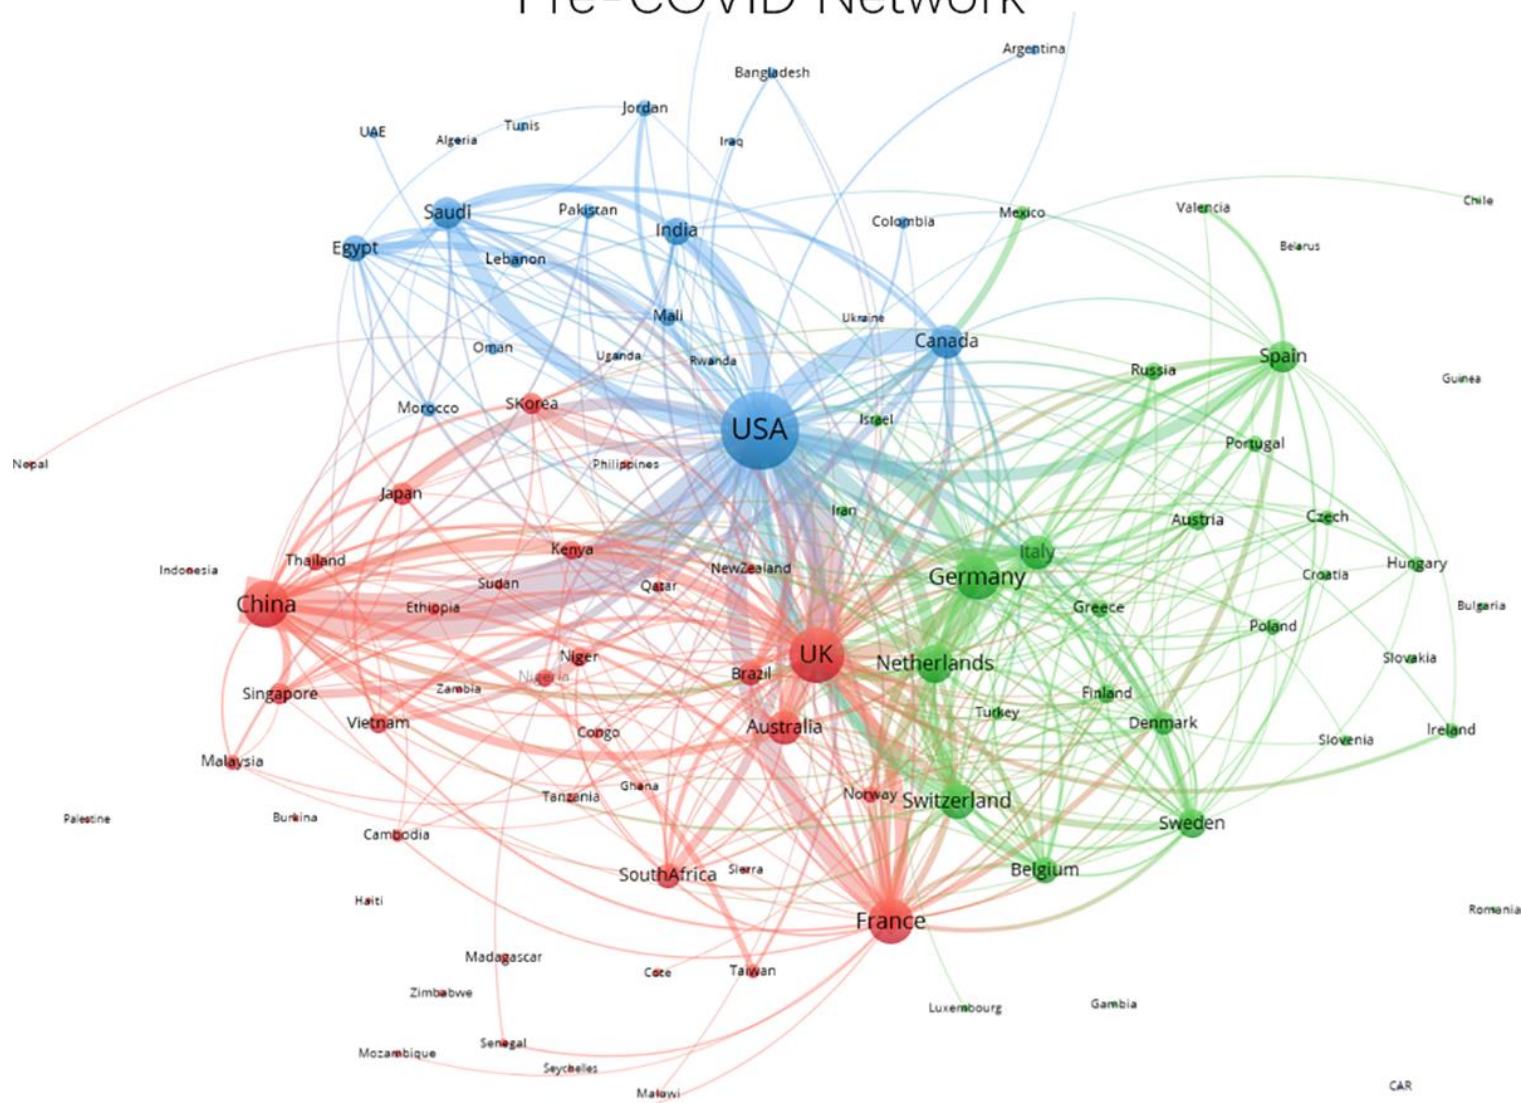 Pre-COVID Network
Argentina
Bangladesh
Jordan
UAE
Tunis
Algeria
Iraq
Chile
Saudi
Pakistan
India
Colombia
Mexico
Valencia
Egypt
Lebanon
Belarus
Mali
Ukraine
Canada
Oman
Uganda
Rwanda
Spain
Russia
Guinea
Morocco
SKorea
USA
Israel
Portugal
Nepal
Philippines
Japan
Iran
Austria
Czech
Kenya
Italy
Thailand
Indonesia
NewZealand
Hungary
Germany
Croatia
Sudan
Qatar
China
Ethiopia
Greece
Bulgaria
Poland
Niger
UK
Netherlands
Slovakia
Nigeria
Brazil
Singapore
Zambia
Finland
Turkey
Vietnam
Australia
Denmark
Ireland
Congo
Slovenia
Malaysia
Ghana
Tanzania
Norway
Switzerland
Palestine
Burkina
Sweden
Cambodia
SouthAfrica
Sierra
Belgium
Haiti
Romania
France
Madagascar
Cote
Taiwan
Zimbabwe
Luxembourg
Gambia
Senegal
Mozambique
Seychelles
CAR
Malawi